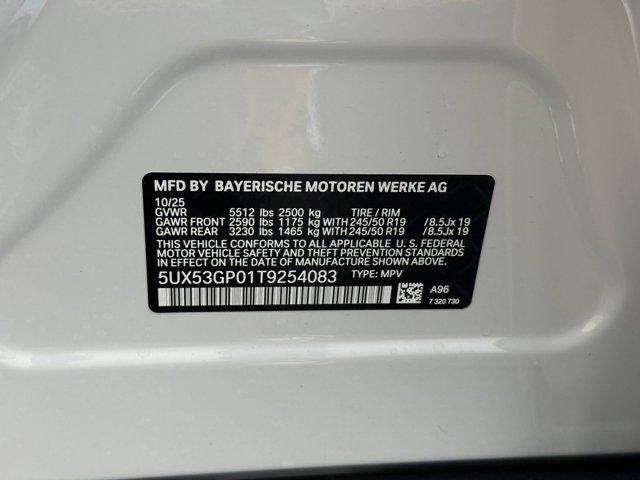 MFD BY BAYERISCHE MOTOREN WERKE AG
10/25
GVWR 5512 lbs 2500 kg TIRE / RIM
GAWR FRONT 2590 lbs 1175 kg WITH 245/50 R19 / 8.5Jx 19
GAWR REAR 3230 lbs 1465 kg WITH 245/50 R19 / 8.5Jx 19
THIS VEHICLE CONFORMS TO ALL APPLICABLE U. S. FEDERAL
MOTOR VEHICLE SAFETY AND THEFT PREVENTION STANDARDS
IN EFFECT ON THE DATE OF MANUFACTURE SHOWN ABOVE.
5UX53GP01T9254083 TYPE: MPV
A96
7 320 730